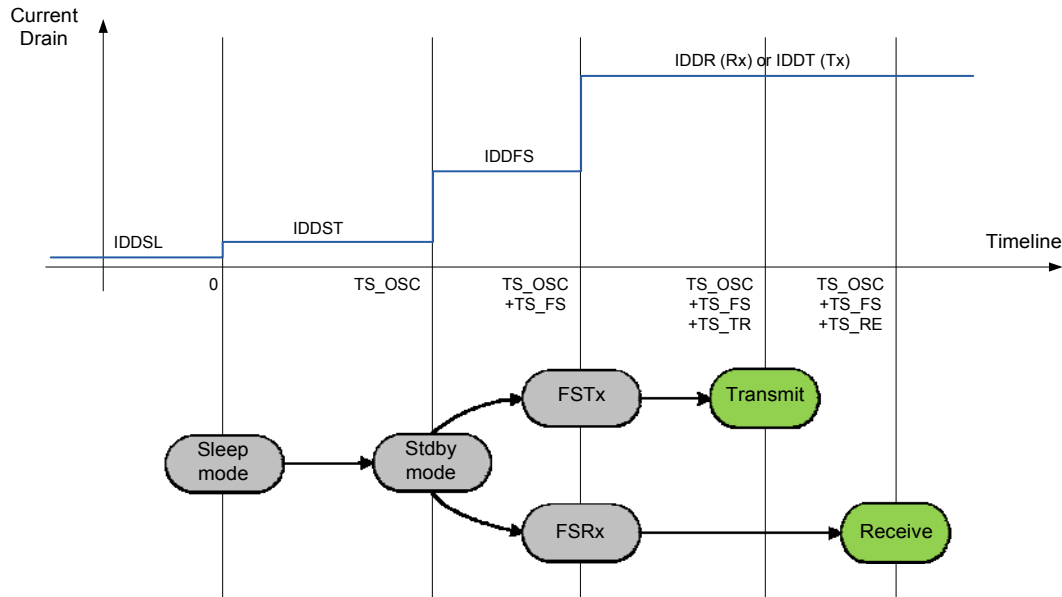 Current
Drain
IDDR (Rx) or IDDT (Tx)
IDDFS
IDDST
IDDSL
Timeline
0
TS_OSC
TS_OSC
+TS_FS
TS_OSC
+TS_FS
+TS_TR
TS_OSC
+TS_FS
+TS_RE
FSTx
Transmit
Sleep
mode
Stdby
mode
FSRx
Receive